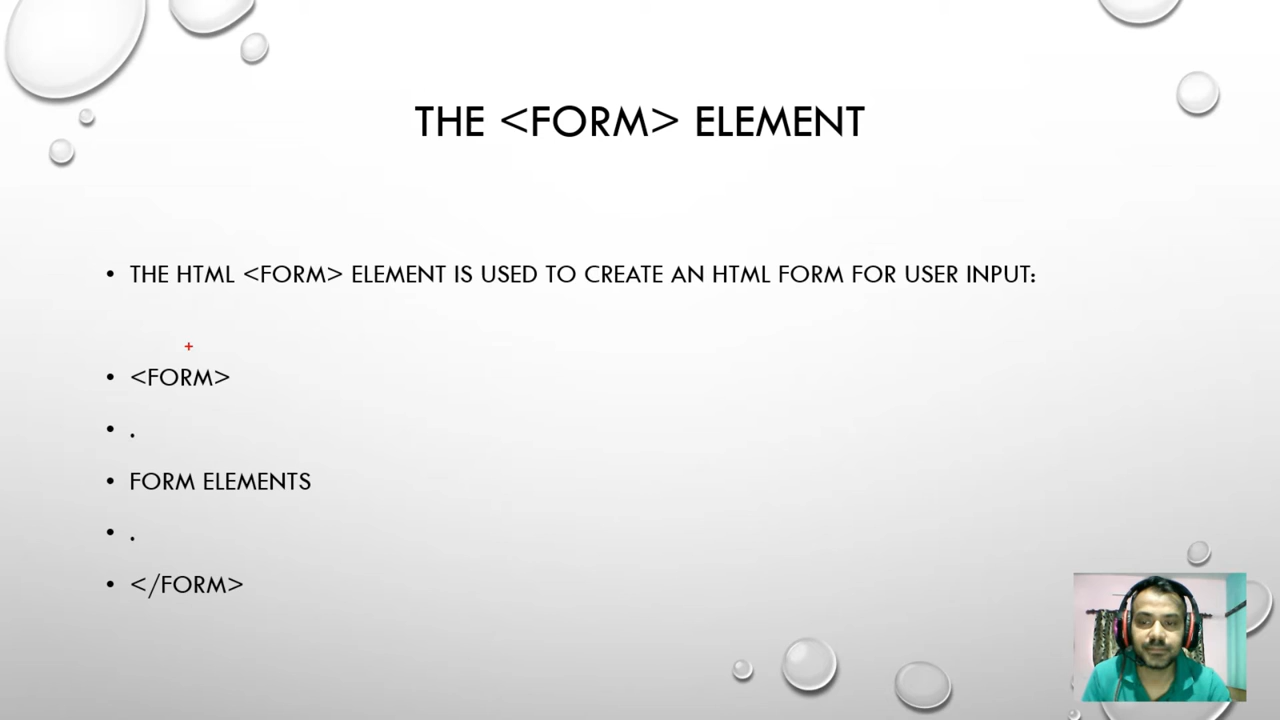 THE <FORM> ELEMENT
• THE HTML <FORM> ELEMENT IS USED TO CREATE AN HTML FORM FOR USER INPUT:
• <FORM>
• .
• FORM ELEMENTS
• .
• </FORM>